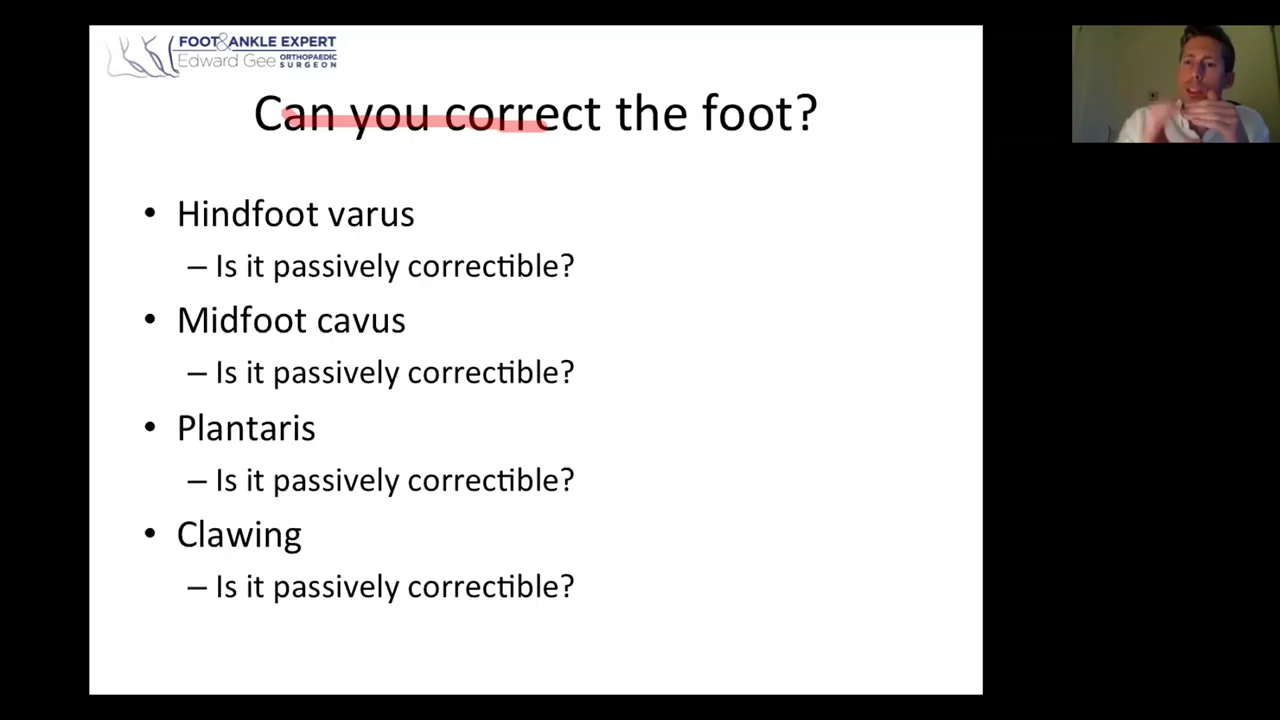 FOOT & ANKLE EXPERT
Edward Gee ORTHOPAEDIC SURGEON
Can you correct the foot?
• Hindfoot varus
– Is it passively correctible?
• Midfoot cavus
– Is it passively correctible?
• Plantaris
– Is it passively correctible?
• Clawing
– Is it passively correctible?